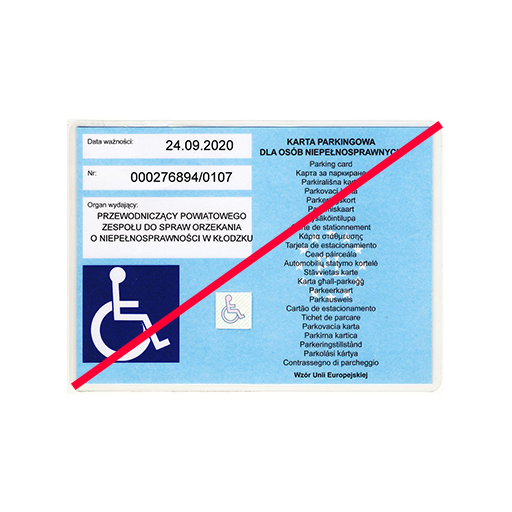 Data ważności:
24.09.2020
Nr:
000276894/0107
Organ wydający:
PRZEWODNICZĄCY POWIATOWEGO
ZESPOŁU DO SPRAW ORZEKANIA
O NIEPEŁNOSPRAWNOŚCI W KŁODZKU
KARTA PARKINGOWA
DLA OSÓB NIEPEŁNOSPRAWNYCH
Parking card
Карта за паркиране
Parkirališna karta
Parkovací karta
Parkeringskort
Parkimiskaart
Pysäköintilupa
Carte de stationnement
Κάρτα στάθμευσης
Tarjeta de estacionamiento
Cead páirceála
Automobilių statymo kortelė
Stāvvietas karte
Karta għall-parkeġġ
Parkeerkaart
Parkausweis
Cartão de estacionamento
Tichet de parcare
Parkovacia karta
Parkirna kartica
Parkeringstillstånd
Parkolási kártya
Contrassegno di parcheggio
Wzór Unii Europejskiej